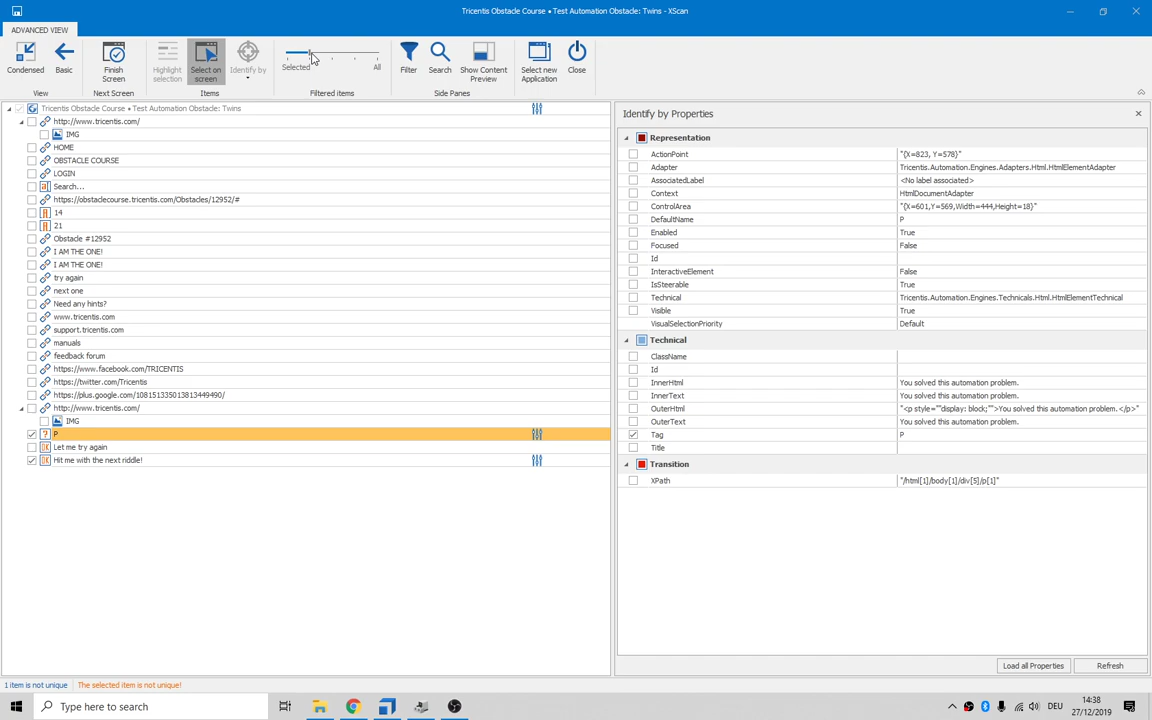 Tricentis Obstacle Course • Test Automation Obstacle: Twins - XScan
ADVANCED VIEW
Condensed
Basic
View
Finish Screen
Next Screen
Highlight selection
Select on screen
Identify by
Items
Selected
All
Filtered items
Filter
Search
Show Content Preview
Side Panes
Select new Application
Close
Tricentis Obstacle Course • Test Automation Obstacle: Twins
http://www.tricentis.com/
IMG
HOME
OBSTACLE COURSE
LOGIN
Search...
https://obstaclecourse.tricentis.com/Obstacles/12952/#
14
21
Obstacle #12952
I AM THE ONE!
I AM THE ONE!
try again
next one
Need any hints?
www.tricentis.com
support.tricentis.com
manuals
feedback forum
https://www.facebook.com/TRICENTIS
https://twitter.com/Tricentis
https://plus.google.com/108151335013813449490/
http://www.tricentis.com/
IMG
P
Let me try again
Hit me with the next riddle!
Identify by Properties
Representation
ActionPoint "{X=823, Y=578}"
Adapter Tricentis.Automation.Engines.Adapters.Html.HtmlElementAdapter
AssociatedLabel <No label associated>
Context HtmlDocumentAdapter
ControlArea "{X=601,Y=569,Width=444,Height=18}"
DefaultName P
Enabled True
Focused False
Id
InteractiveElement False
IsSteerable True
Technical Tricentis.Automation.Engines.Technicals.Html.HtmlElementTechnical
Visible True
VisualSelectionPriority Default
Technical
ClassName
Id
InnerHtml You solved this automation problem.
InnerText You solved this automation problem.
OuterHtml "<p style=""display: block;"">You solved this automation problem.</p>"
OuterText You solved this automation problem.
Tag P
Title
Transition
XPath "/html[1]/body[1]/div[5]/p[1]"
Load all Properties
Refresh
1 item is not unique The selected item is not unique!
Type here to search
DEU
14:38
27/12/2019